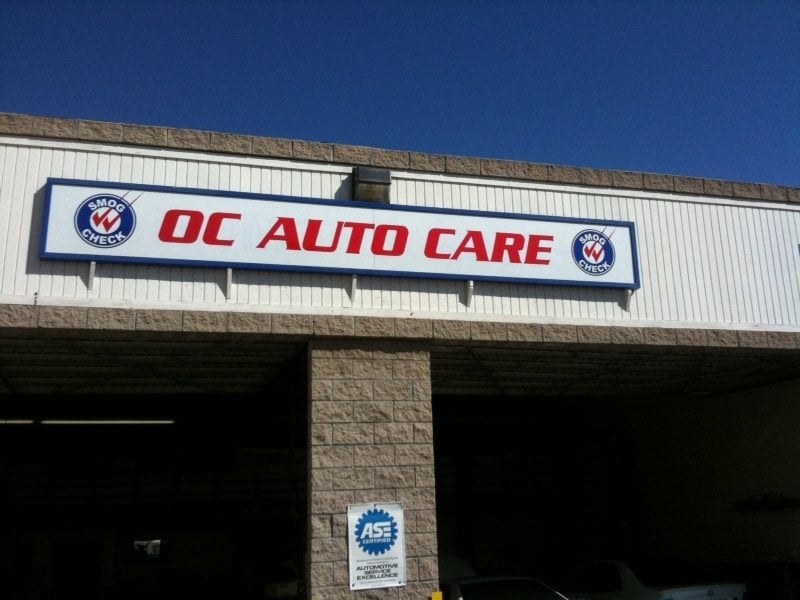 SMOG
CHECK
OC AUTO CARE
SMOG
CHECK
ASE
CERTIFIED
AUTOMOTIVE
SERVICE
EXCELLENCE